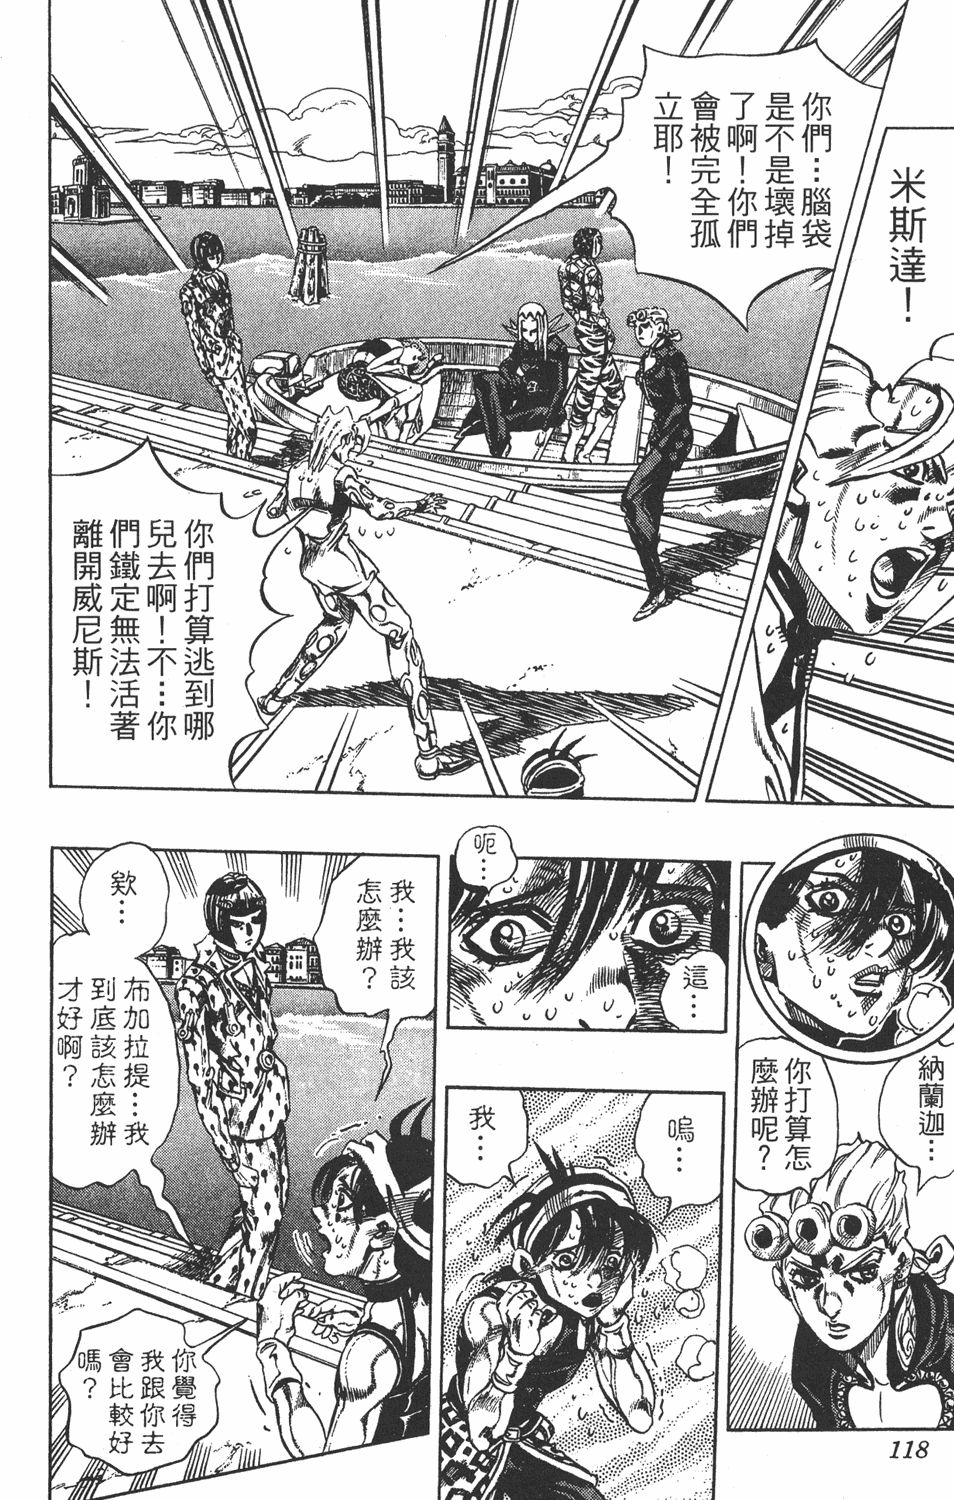 米斯達！
你們…腦袋
是不是壞掉
了啊！你們
會被完全孤
立耶！
你們打算逃到哪
兒去啊！不…你
們鐵定無法活著
離開威尼斯！
納蘭迦…
你打算怎
麼辦呢？
呃…
這…
嗚…
我…
我…我該
怎麼辦？
欸…
布加拉提…我
到底該怎麼辦
才好啊？
你覺得
我跟你去
會比較好
嗎？
118